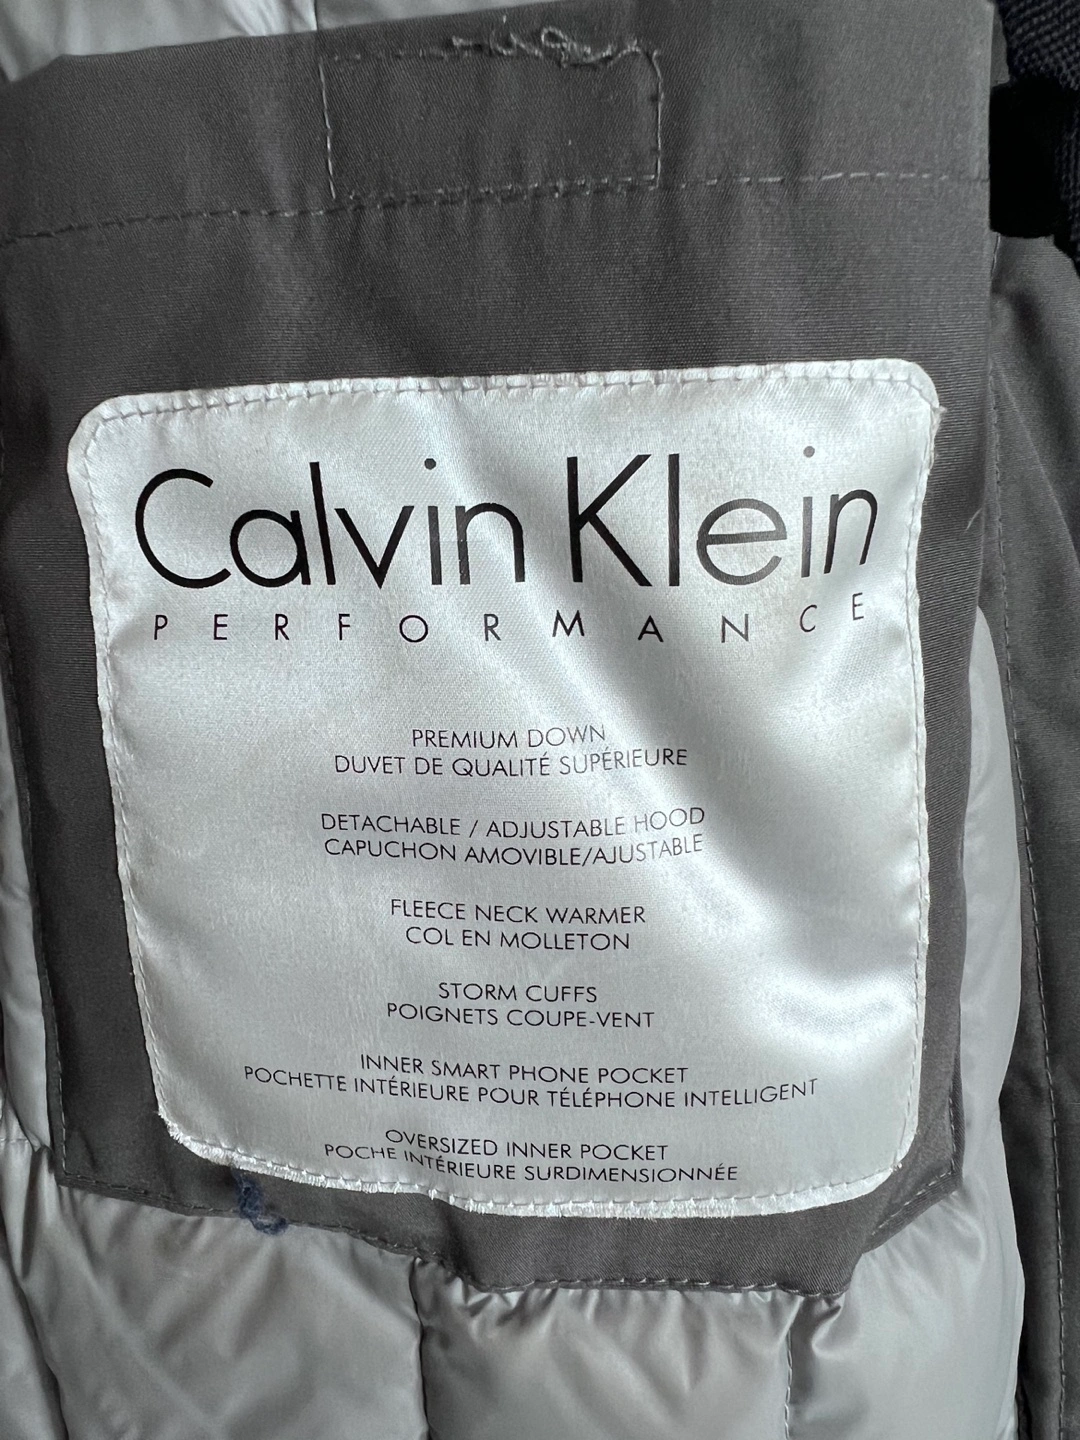 Calvin Klein
PERFORMANCE
PREMIUM DOWN
DUVET DE QUALITÉ SUPÉRIEURE
DETACHABLE / ADJUSTABLE HOOD
CAPUCHON AMOVIBLE/AJUSTABLE
FLEECE NECK WARMER
COL EN MOLLETON
STORM CUFFS
POIGNETS COUPE-VENT
INNER SMART PHONE POCKET
POCHETTE INTÉRIEURE POUR TÉLÉPHONE INTELLIGENT
OVERSIZED INNER POCKET
POCHE INTÉRIEURE SURDIMENSIONNÉE